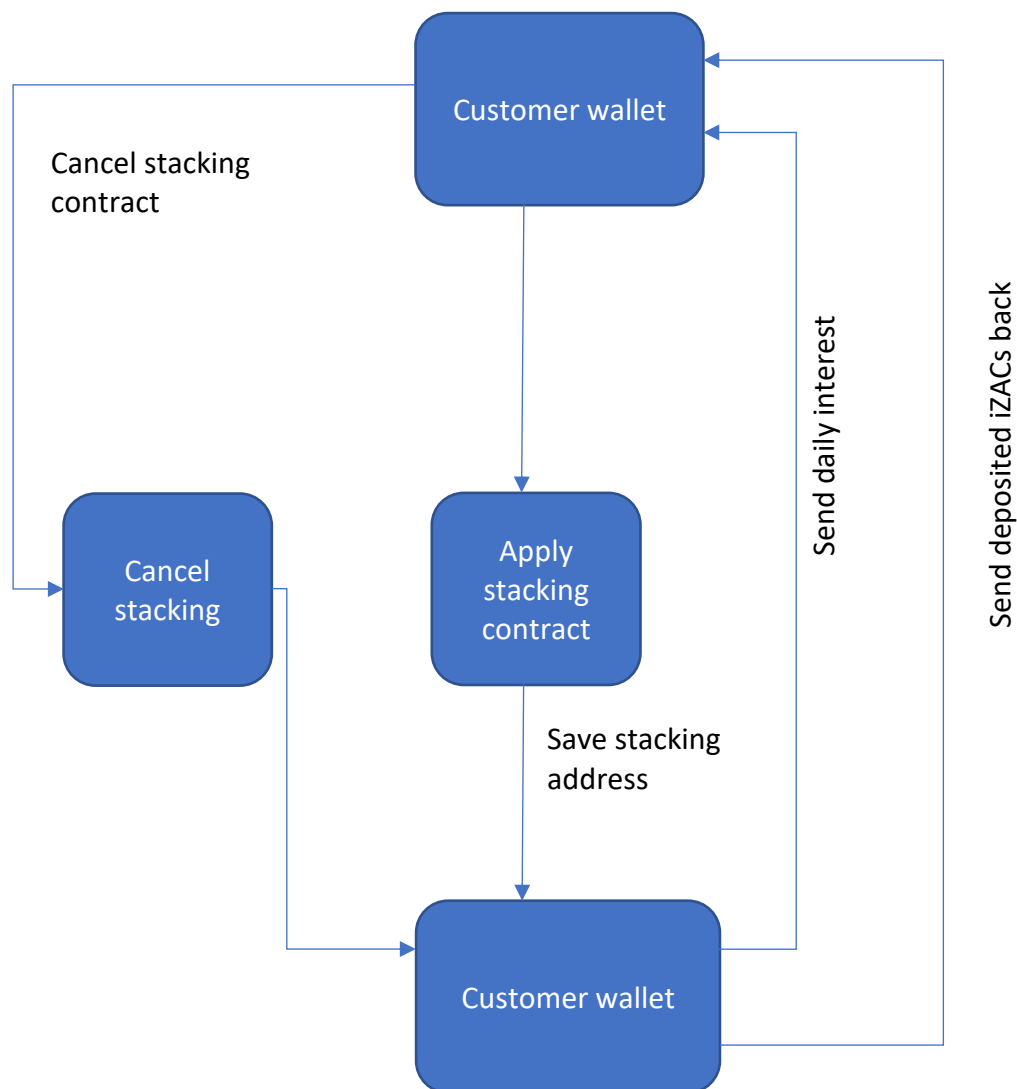 Customer wallet
Cancel stacking
contract
Send daily interest
Send deposited iZACs back
Cancel
stacking
Apply
stacking
contract
Save stacking
address
Customer wallet